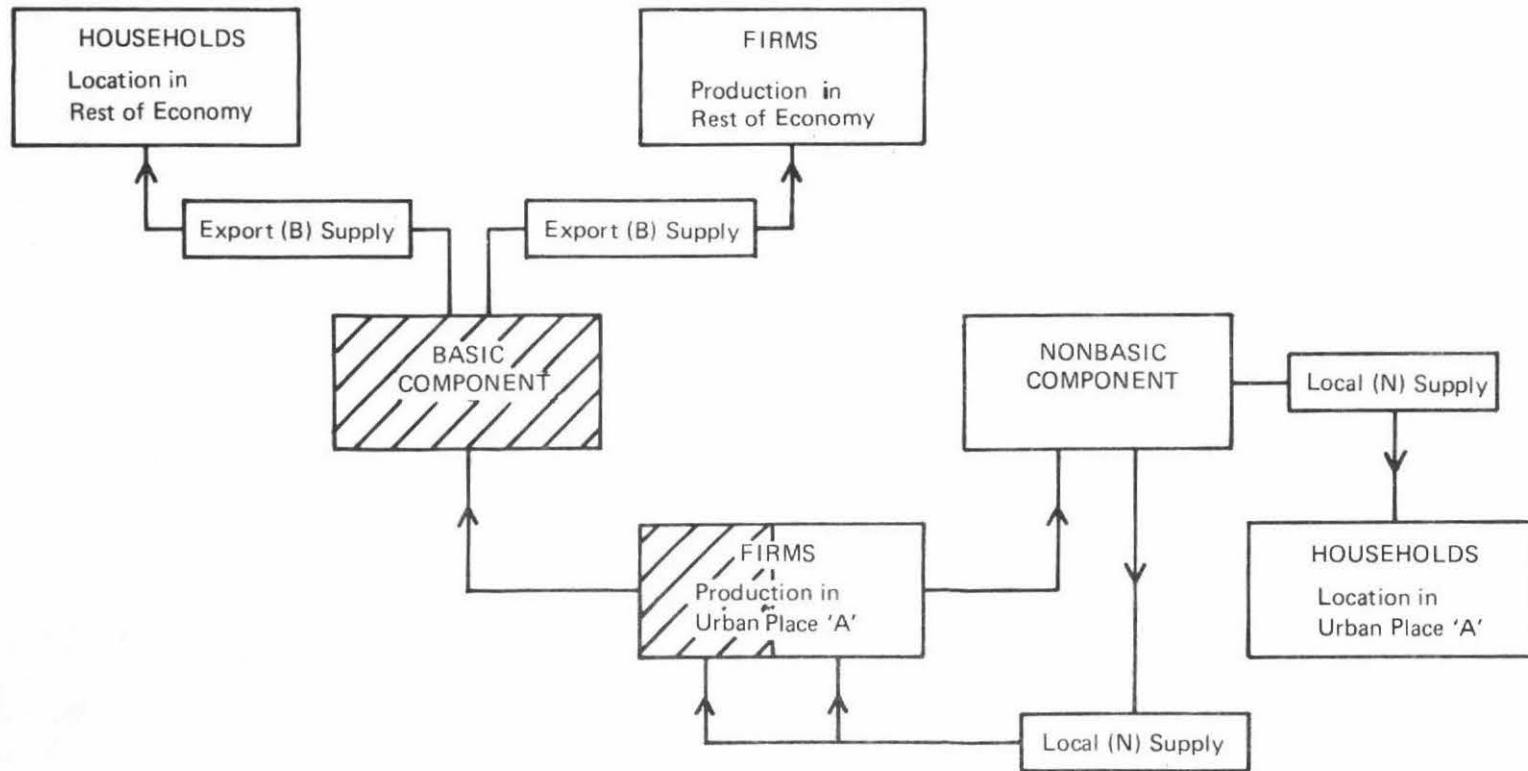 HOUSEHOLDS
Location in
Rest of Economy
FIRMS
Production in
Rest of Economy
Export (B) Supply
Export (B) Supply
BASIC
COMPONENT
NONBASIC
COMPONENT
Local (N) Supply
FIRMS
Production in
Urban Place ‘A’
HOUSEHOLDS
Location in
Urban Place ‘A’
Local (N) Supply